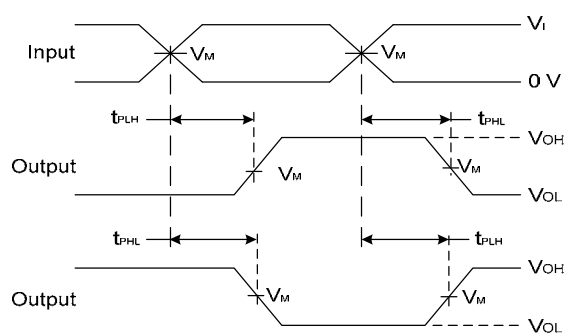 VI
Input VM VM
0 V
tPLH tPHL
VOH
Output VM VM
VOL
tPHL tPLH
VOH
Output VM VM
VOL